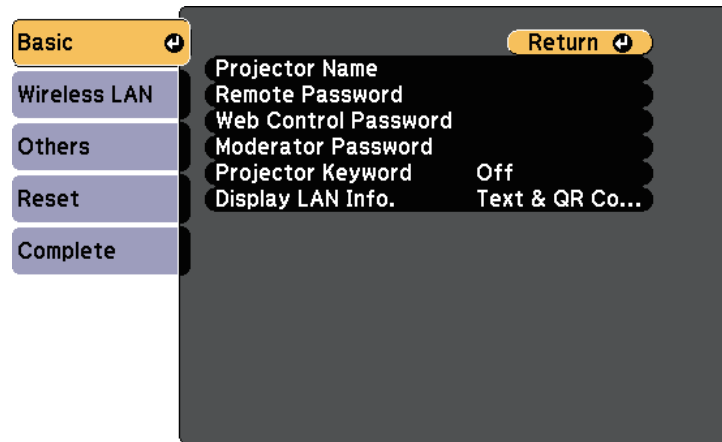 Basic
Wireless LAN
Others
Reset
Complete
Return
Projector Name
Remote Password
Web Control Password
Moderator Password
Projector Keyword Off
Display LAN Info. Text & QR Co...